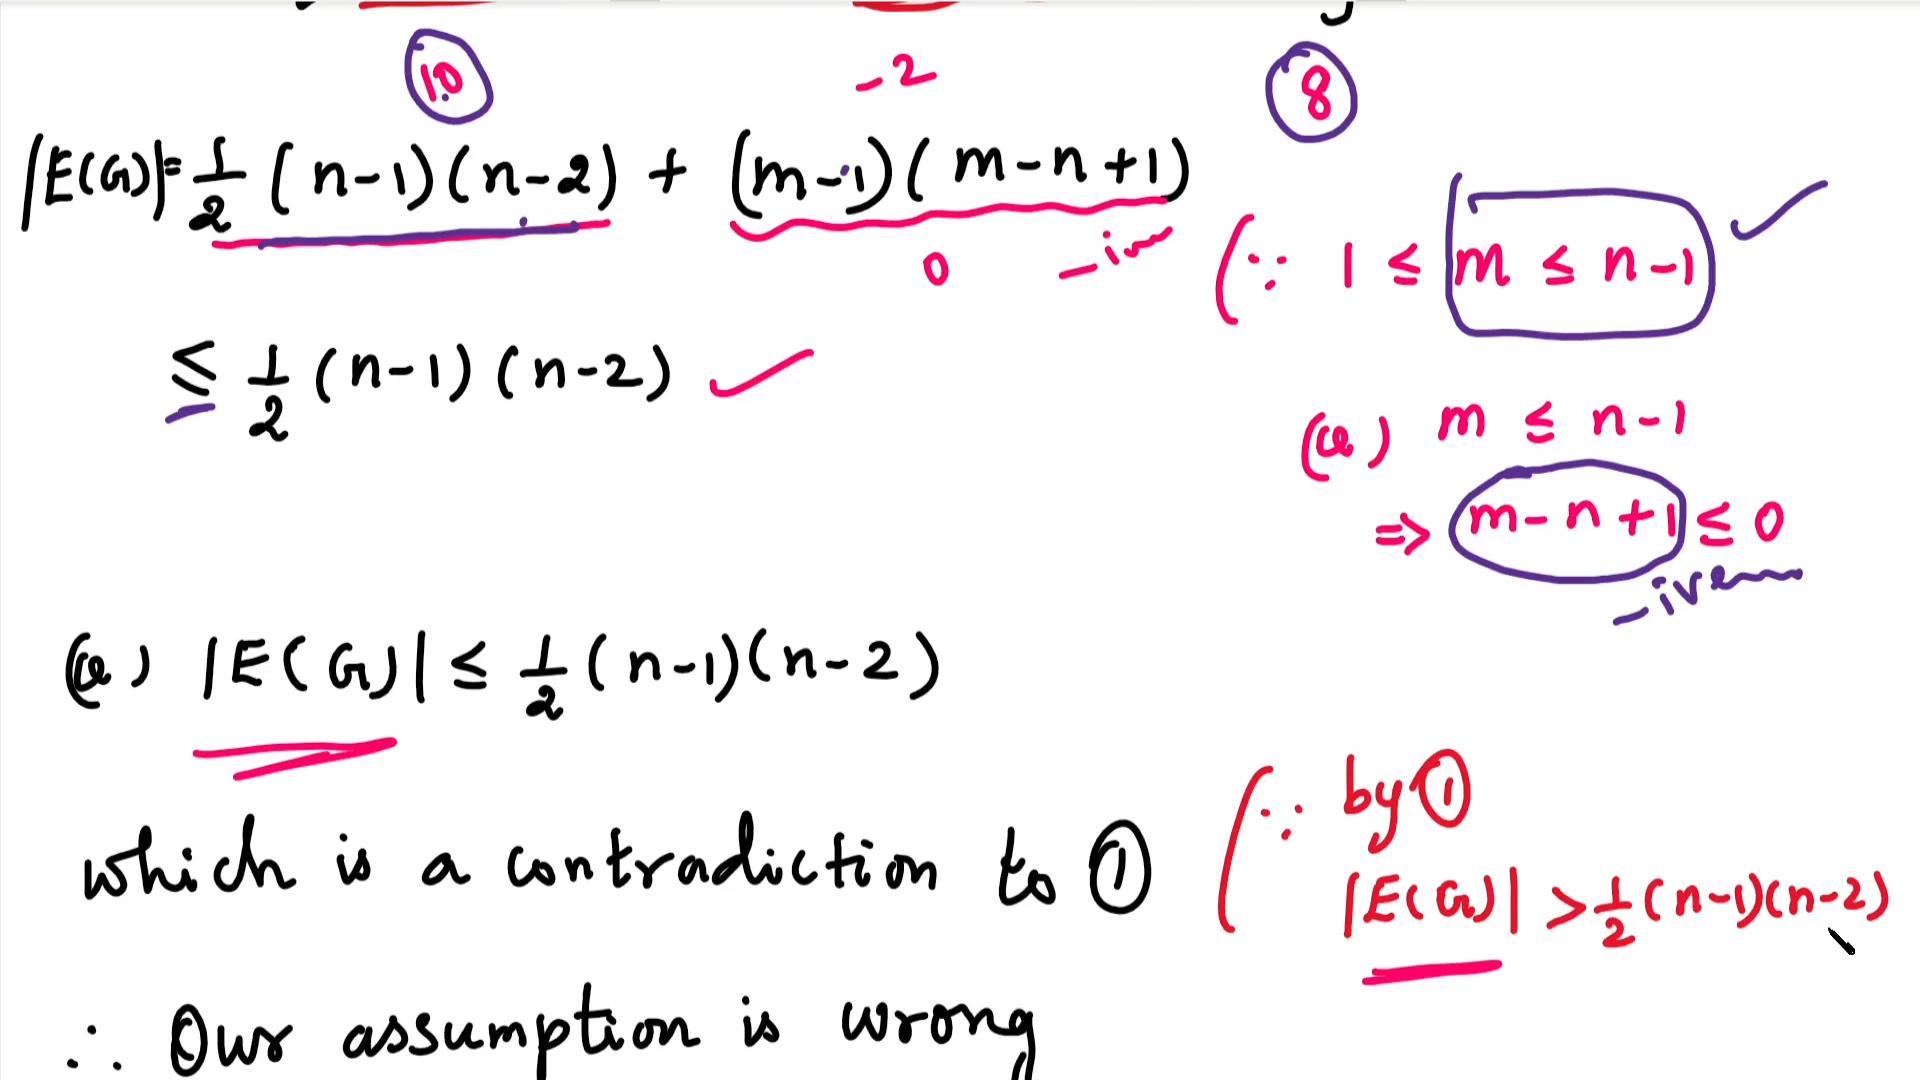 10 -2 8
|E(G)|= 1/2 (n-1)(n-2) + (m-1)(m-n+1)
0 -ive
(∵ 1 ≤ m ≤ n-1
≤ 1/2 (n-1)(n-2)
(ie) m ≤ n-1
⇒ m-n+1 ≤ 0
-ive
(ie) |E(G)| ≤ 1/2 (n-1)(n-2)
which is a contradiction to ①
(∵ by ①
|E(G)| > 1/2 (n-1)(n-2)
∴ Our assumption is wrong